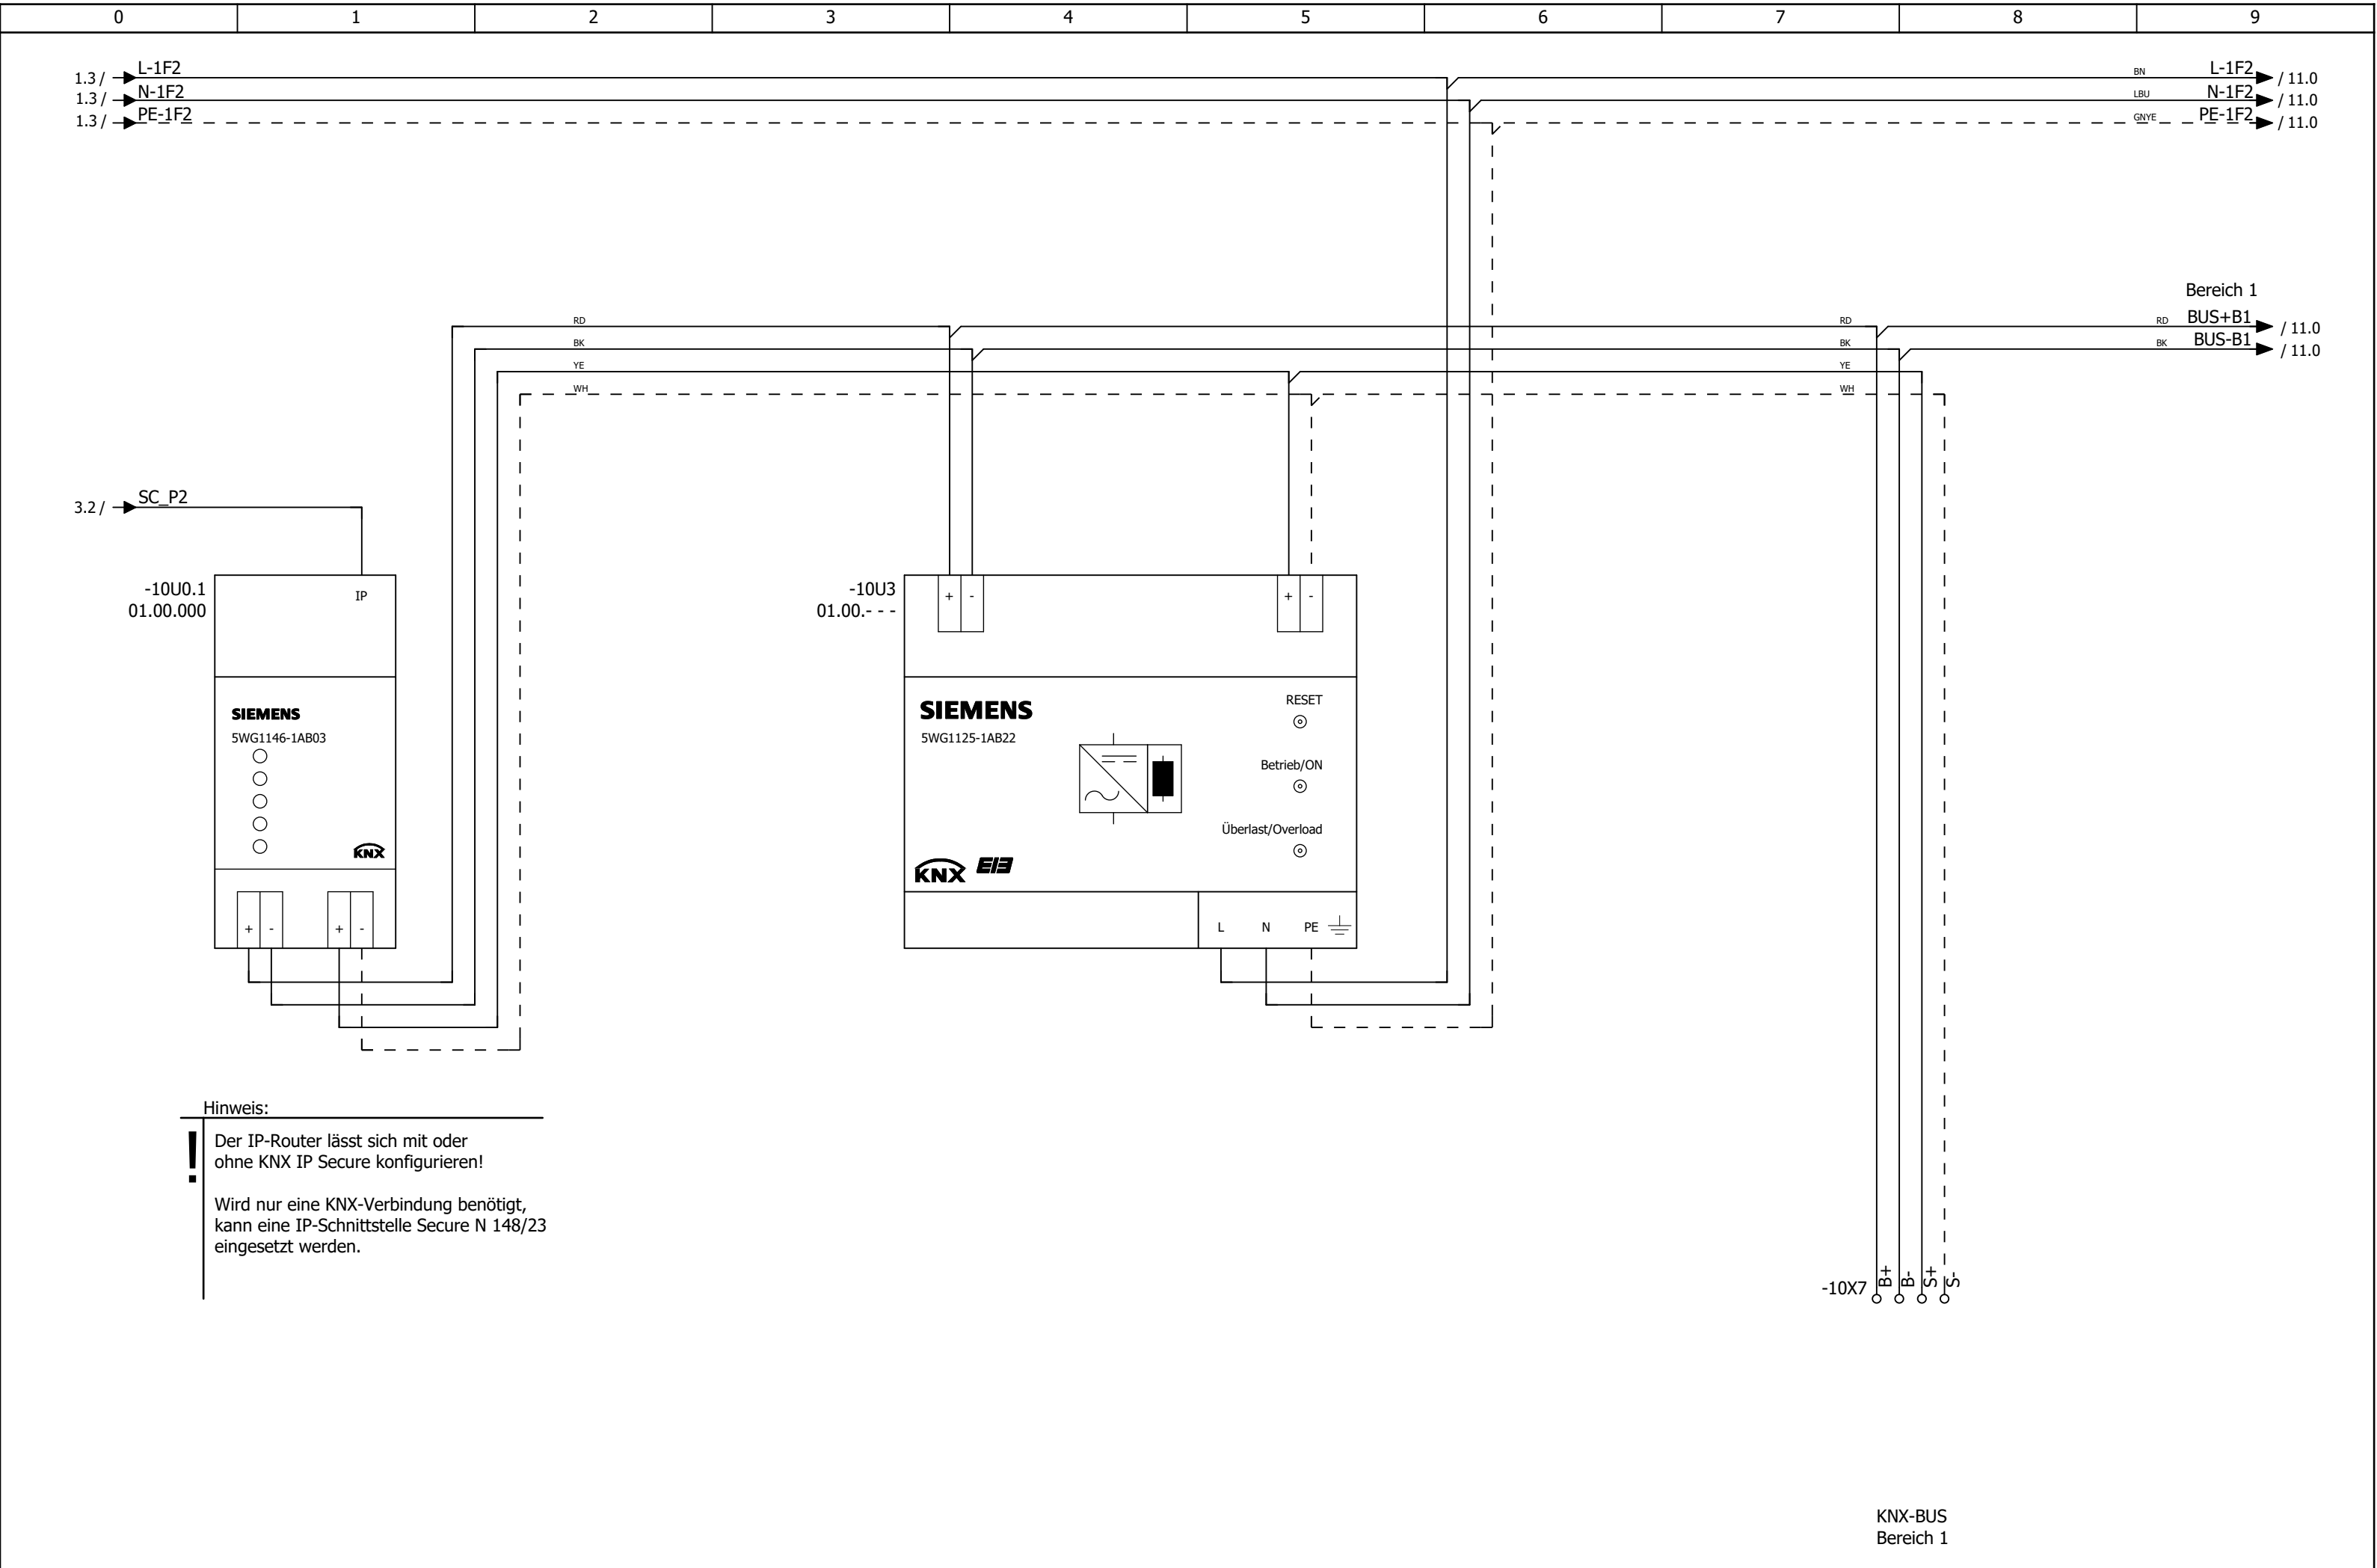 0 1 2 3 4 5 6 7 8 9
1.3 / L-1F2 BN L-1F2 / 11.0
1.3 / N-1F2 LBU N-1F2 / 11.0
1.3 / PE-1F2 GNYE PE-1F2 / 11.0
Bereich 1
RD RD RD BUS+B1 / 11.0
BK BK BK BUS-B1 / 11.0
YE YE
WH WH
3.2 / SC_P2
-10U0.1
01.00.000
IP
SIEMENS
5WG1146-1AB03
KNX
+ - + -
-10U3
01.00.- - -
+ - + -
SIEMENS
5WG1125-1AB22
RESET
Betrieb/ON
Überlast/Overload
KNX EIB
L N PE
Hinweis:
!
Der IP-Router lässt sich mit oder
ohne KNX IP Secure konfigurieren!
Wird nur eine KNX-Verbindung benötigt,
kann eine IP-Schnittstelle Secure N 148/23
eingesetzt werden.
-10X7 B+ B- S+ S-
KNX-BUS
Bereich 1